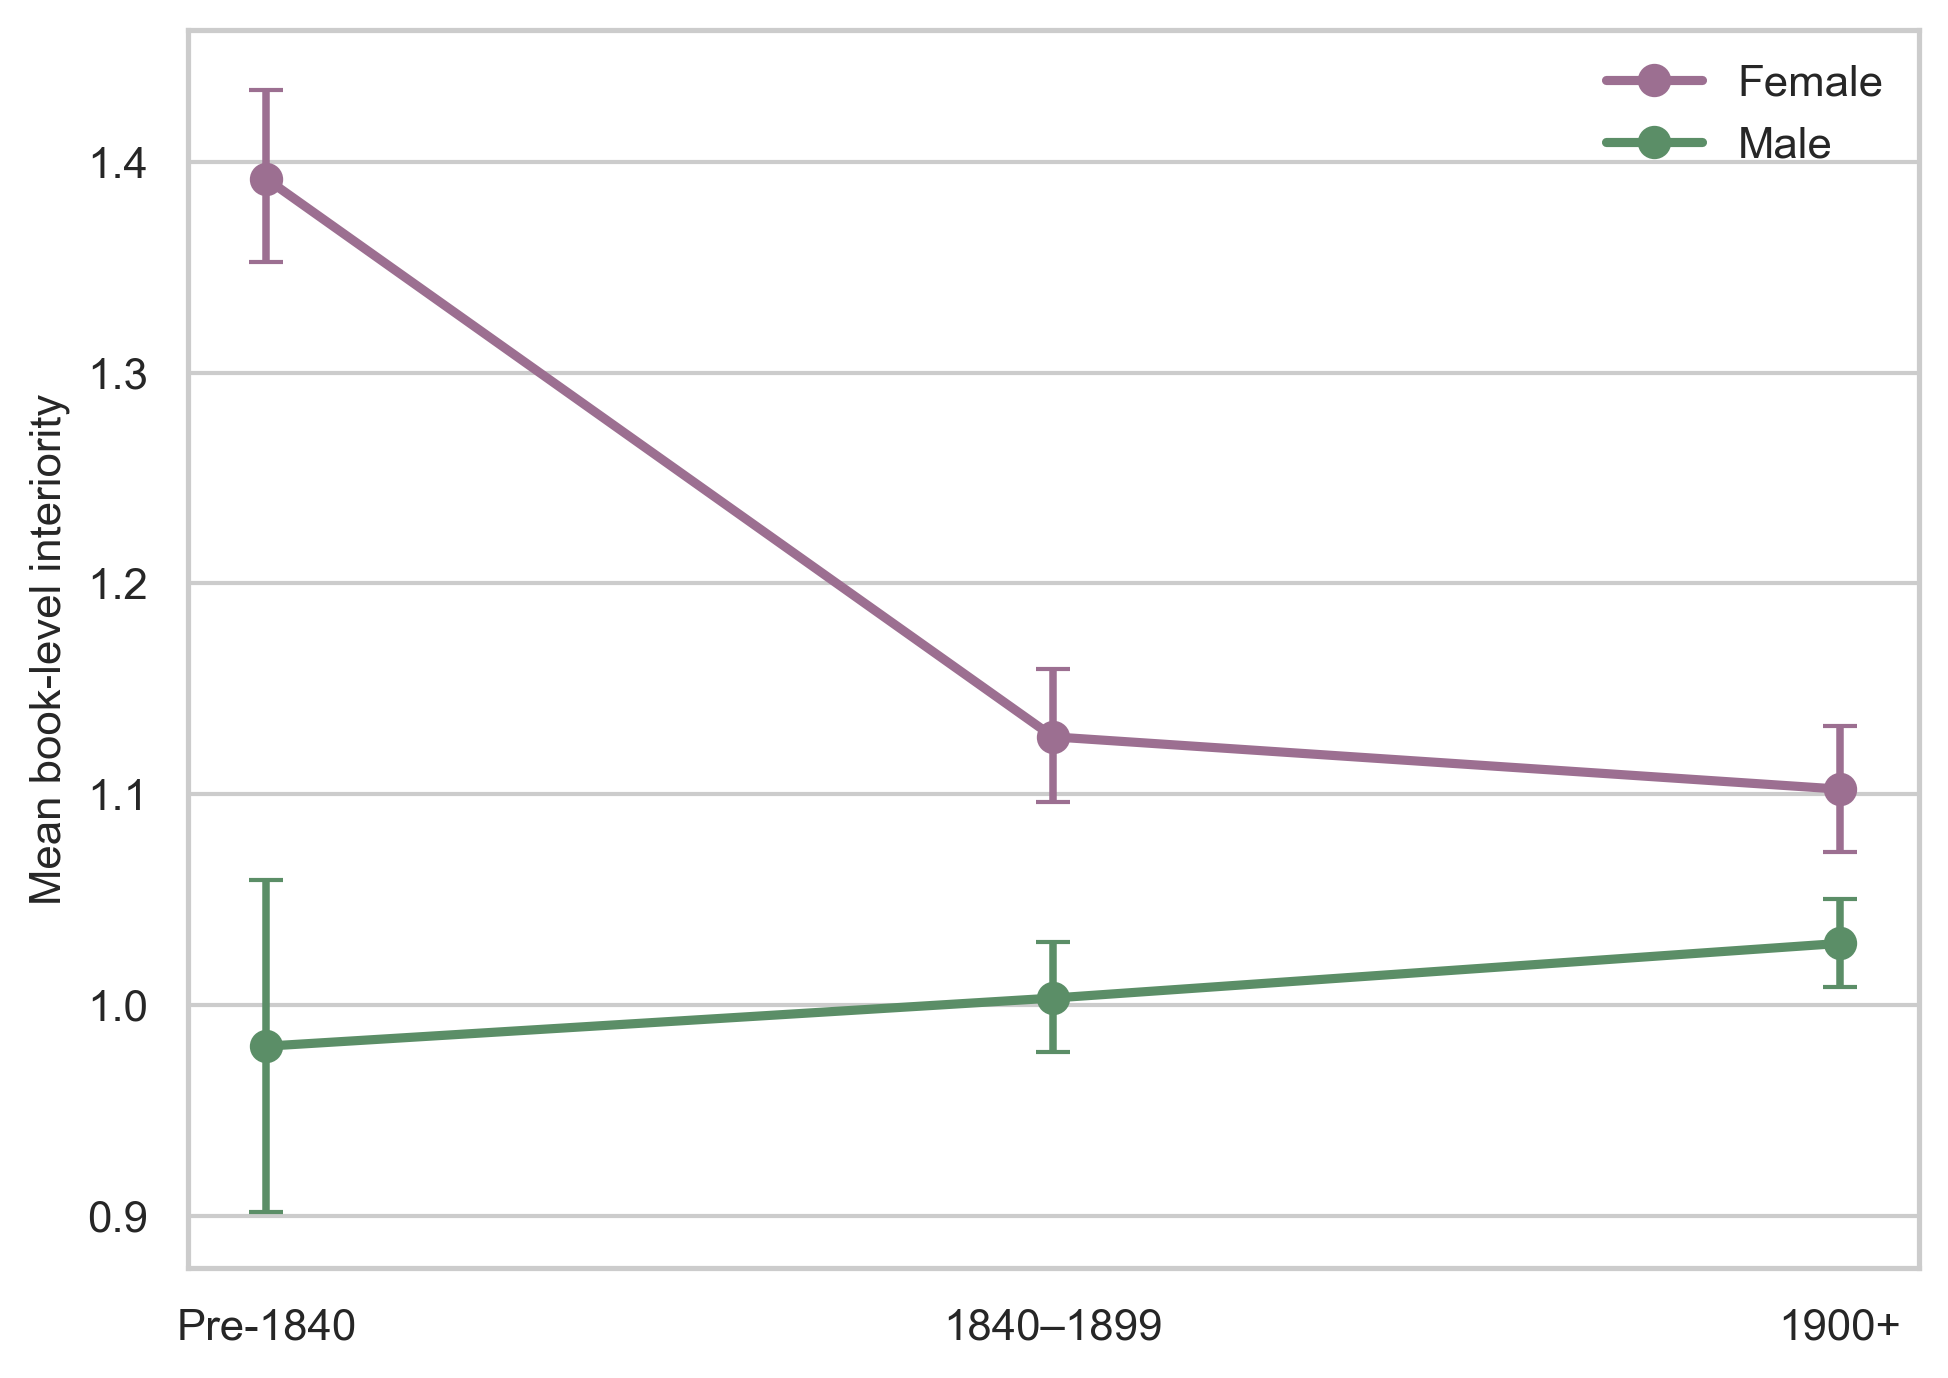 Female
Male
1.4
1.3
1.2
1.1
1.0
0.9
Mean book-level interiority
Pre-1840
1840–1899
1900+